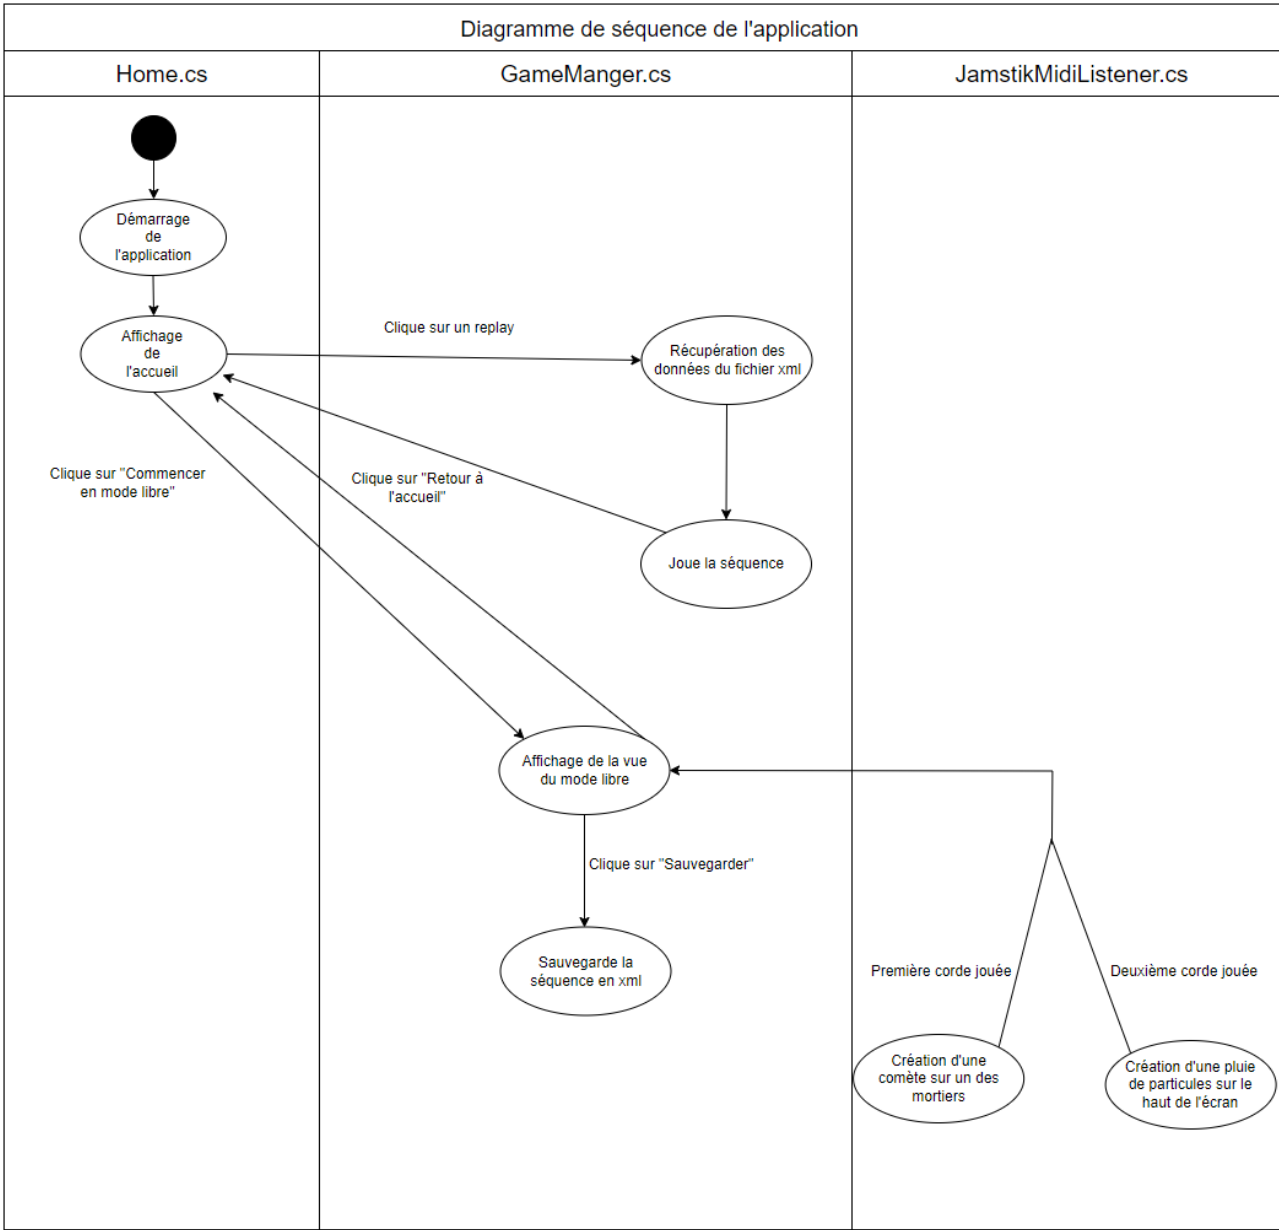 Diagramme de séquence de l'application
Home.cs
GameManger.cs
JamstikMidiListener.cs
Démarrage
de
l'application
Affichage
de
l'accueil
Clique sur un replay
Récupération des
données du fichier xml
Clique sur "Commencer
en mode libre"
Clique sur "Retour à
l'accueil"
Joue la séquence
Affichage de la vue
du mode libre
Clique sur "Sauvegarder"
Sauvegarde la
séquence en xml
Première corde jouée
Deuxième corde jouée
Création d'une
comète sur un des
mortiers
Création d'une pluie
de particules sur le
haut de l'écran